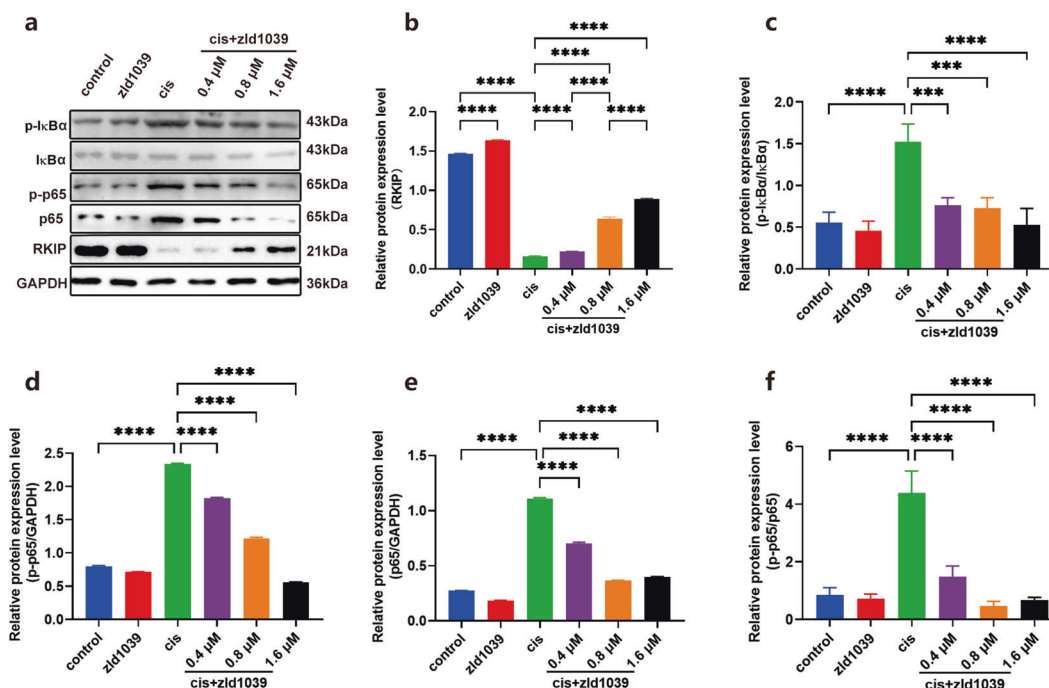 a
control
zld1039
cis
cis+zld1039
0.4 μM
0.8 μM
1.6 μM
p-IκBα
43kDa
IκBα
43kDa
p-p65
65kDa
p65
65kDa
RKIP
21kDa
GAPDH
36kDa
b
Relative protein expression level
(RKIP)
2.0
1.5
1.0
0.5
0.0
****
****
****
****
****
****
****
control
zld1039
cis
0.4 μM
0.8 μM
1.6 μM
cis+zld1039
c
Relative protein expression level
(p-IκBα/IκBα)
2.0
1.5
1.0
0.5
0.0
****
***
****
***
control
zld1039
cis
0.4 μM
0.8 μM
1.6 μM
cis+zld1039
d
Relative protein expression level
(p-p65/GAPDH)
2.5
2.0
1.5
1.0
0.5
0.0
****
****
****
****
control
zld1039
cis
0.4 μM
0.8 μM
1.6 μM
cis+zld1039
e
Relative protein expression level
(p65/GAPDH)
1.5
1.0
0.5
0.0
****
****
****
****
control
zld1039
cis
0.4 μM
0.8 μM
1.6 μM
cis+zld1039
f
Relative protein expression level
(p-p65/p65)
6
4
2
0
****
****
****
****
control
zld1039
cis
0.4 μM
0.8 μM
1.6 μM
cis+zld1039